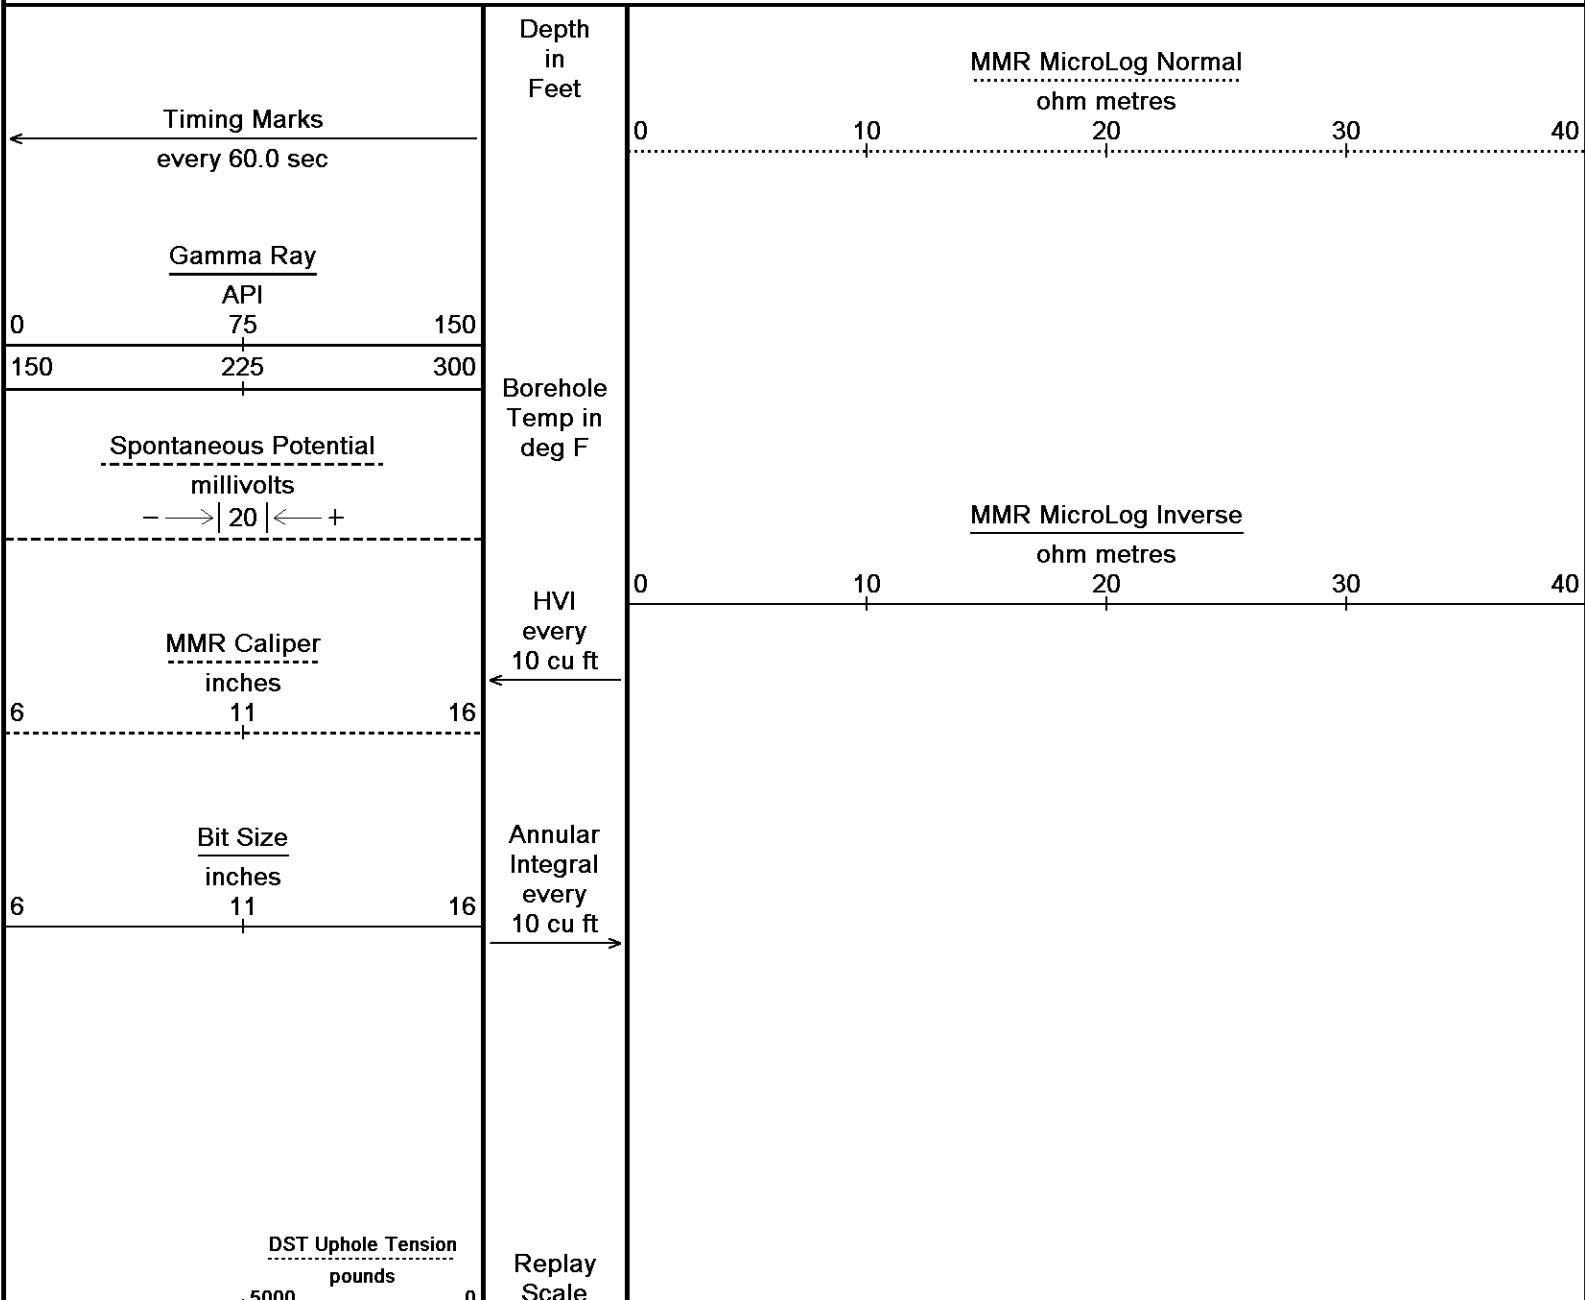 Timing Marks
every 60.0 sec
Gamma Ray
API
0 75 150
150 225 300
Spontaneous Potential
millivolts
− 20 +
MMR Caliper
inches
6 11 16
Bit Size
inches
6 11 16
DST Uphole Tension
pounds
5000 0
Depth
in
Feet
Borehole
Temp in
deg F
HVI
every
10 cu ft
Annular
Integral
every
10 cu ft
Replay
Scale
MMR MicroLog Normal
ohm metres
0 10 20 30 40
MMR MicroLog Inverse
ohm metres
0 10 20 30 40